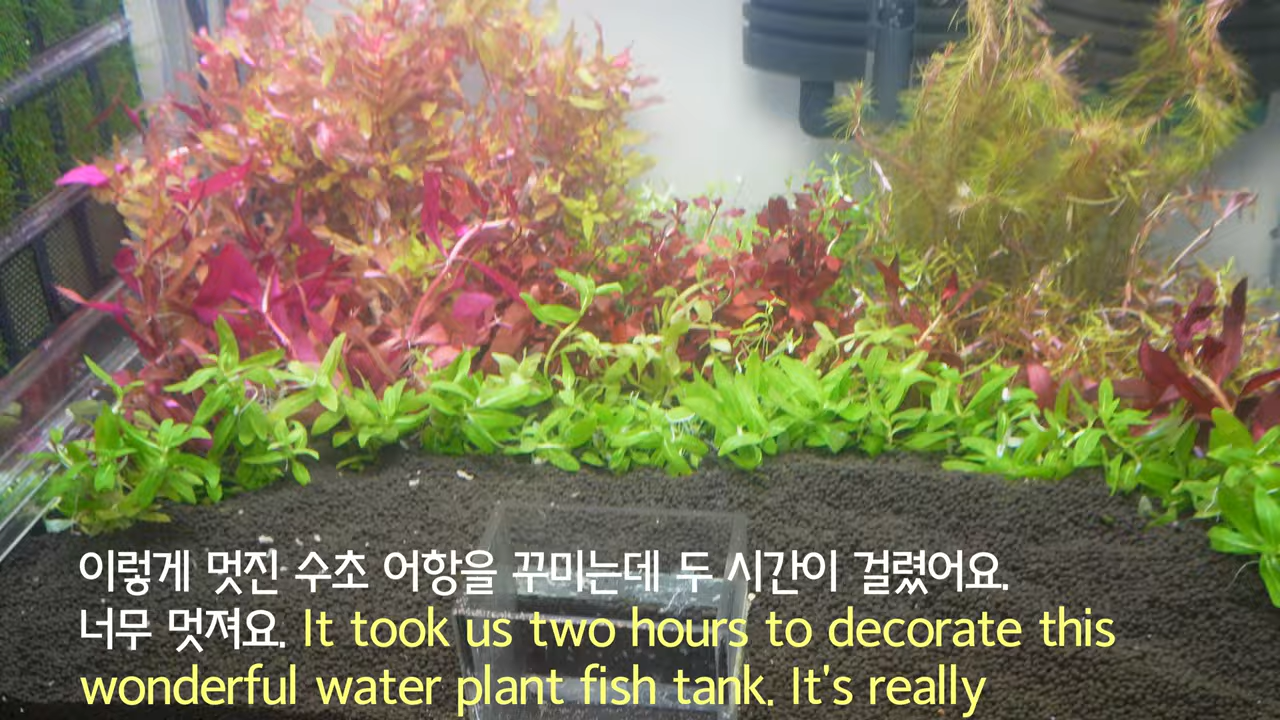 이렇게 멋진 수초 어항을 꾸미는데 두 시간이 걸렸어요.
너무 멋져요. It took us two hours to decorate this
wonderful water plant fish tank. It's really